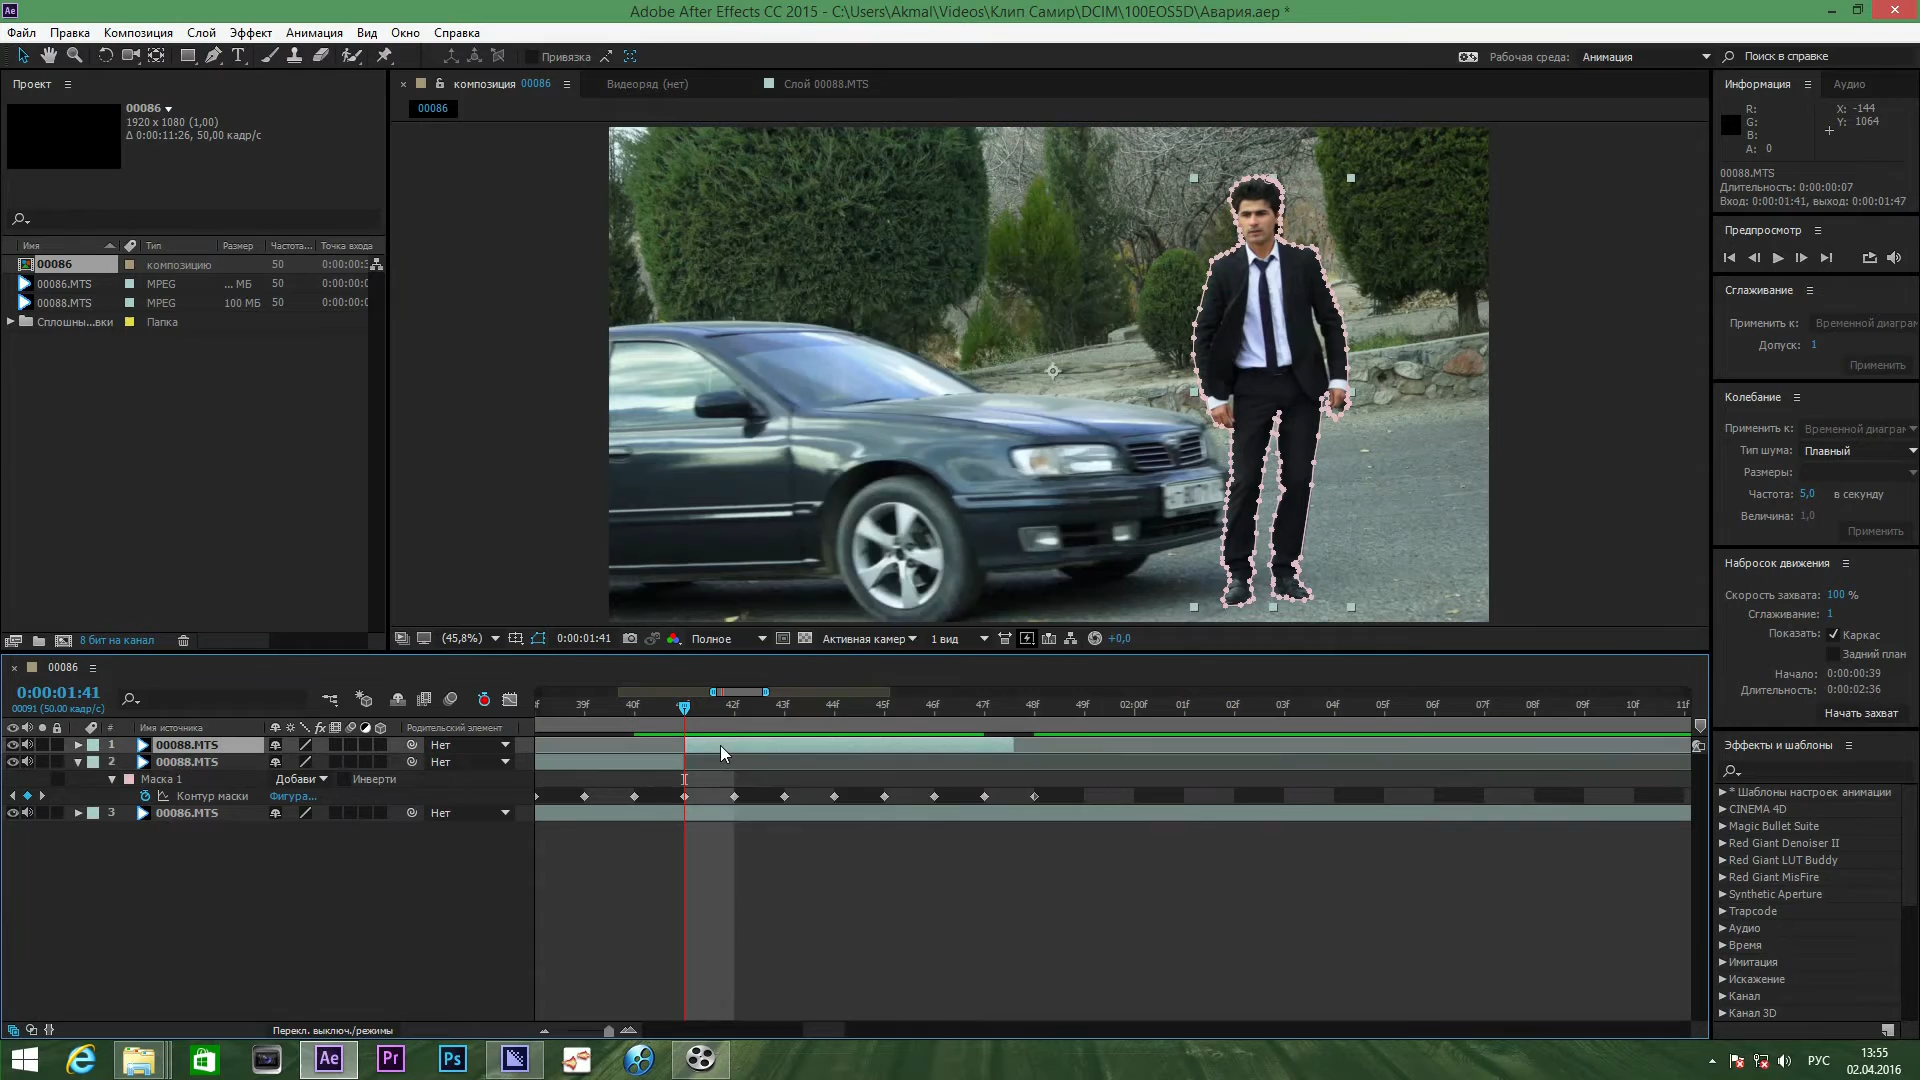 Adobe After Effects CC 2015 - C:\Users\Akmal\Videos\Клип Самир\DCIM\100EOS5D\Авария.aep *
Файл Правка Композиция Слой Эффект Анимация Вид Окно Справка
Привязка
Рабочая среда: Анимация
Поиск в справке
Проект
00086
1920 x 1080 (1,00)
Δ 0:00:11:26, 50,00 кадр/с
Имя Тип Размер Частота... Точка входа
00086 композицию 50 0:00:00:3
00086.MTS MPEG ... МБ 50 0:00:00:0
00088.MTS MPEG 100 МБ 50 0:00:00:0
Сплошны...вки Папка
8 бит на канал
композиция 00086
Видеоряд (нет)
Слой 00088.MTS
00086
(45,8%) 0:00:01:41 Полное Активная камер 1 вид +0,0
Информация Аудио
R:
G:
B:
A: 0
X: -144
Y: 1064
00088.MTS
Длительность: 0:00:00:07
Вход: 0:00:01:41, выход: 0:00:01:47
Предпросмотр
Сглаживание
Применить к: Временной диаграм
Допуск: 1
Применить
Колебание
Применить к: Временной диаграм
Тип шума: Плавный
Размеры:
Частота: 5,0 в секунду
Величина: 1,0
Применить
Набросок движения
Скорость захвата: 100 %
Сглаживание: 1
Показать: Каркас
Задний план
Начало: 0:00:00:39
Длительность: 0:00:02:36
Начать захват
Эффекты и шаблоны
* Шаблоны настроек анимации
CINEMA 4D
Magic Bullet Suite
Red Giant Denoiser II
Red Giant LUT Buddy
Red Giant MisFire
Synthetic Aperture
Trapcode
Аудио
Время
Имитация
Искажение
Канал
Канал 3D
00086
0:00:01:41
00091 (50.00 кадр/с)
39f 40f 42f 43f 44f 45f 46f 47f 48f 49f 02:00f 01f 02f 03f 04f 05f 06f 07f 08f 09f 10f 11f
# Имя источника fx Родительский элемент
1 00088.MTS Нет
2 00088.MTS Нет
Маска 1 Добави Инверти
Контур маски Фигура...
3 00086.MTS Нет
Перекл. выключ./режимы
Ae Pr Ps
РУС
13:55
02.04.2016